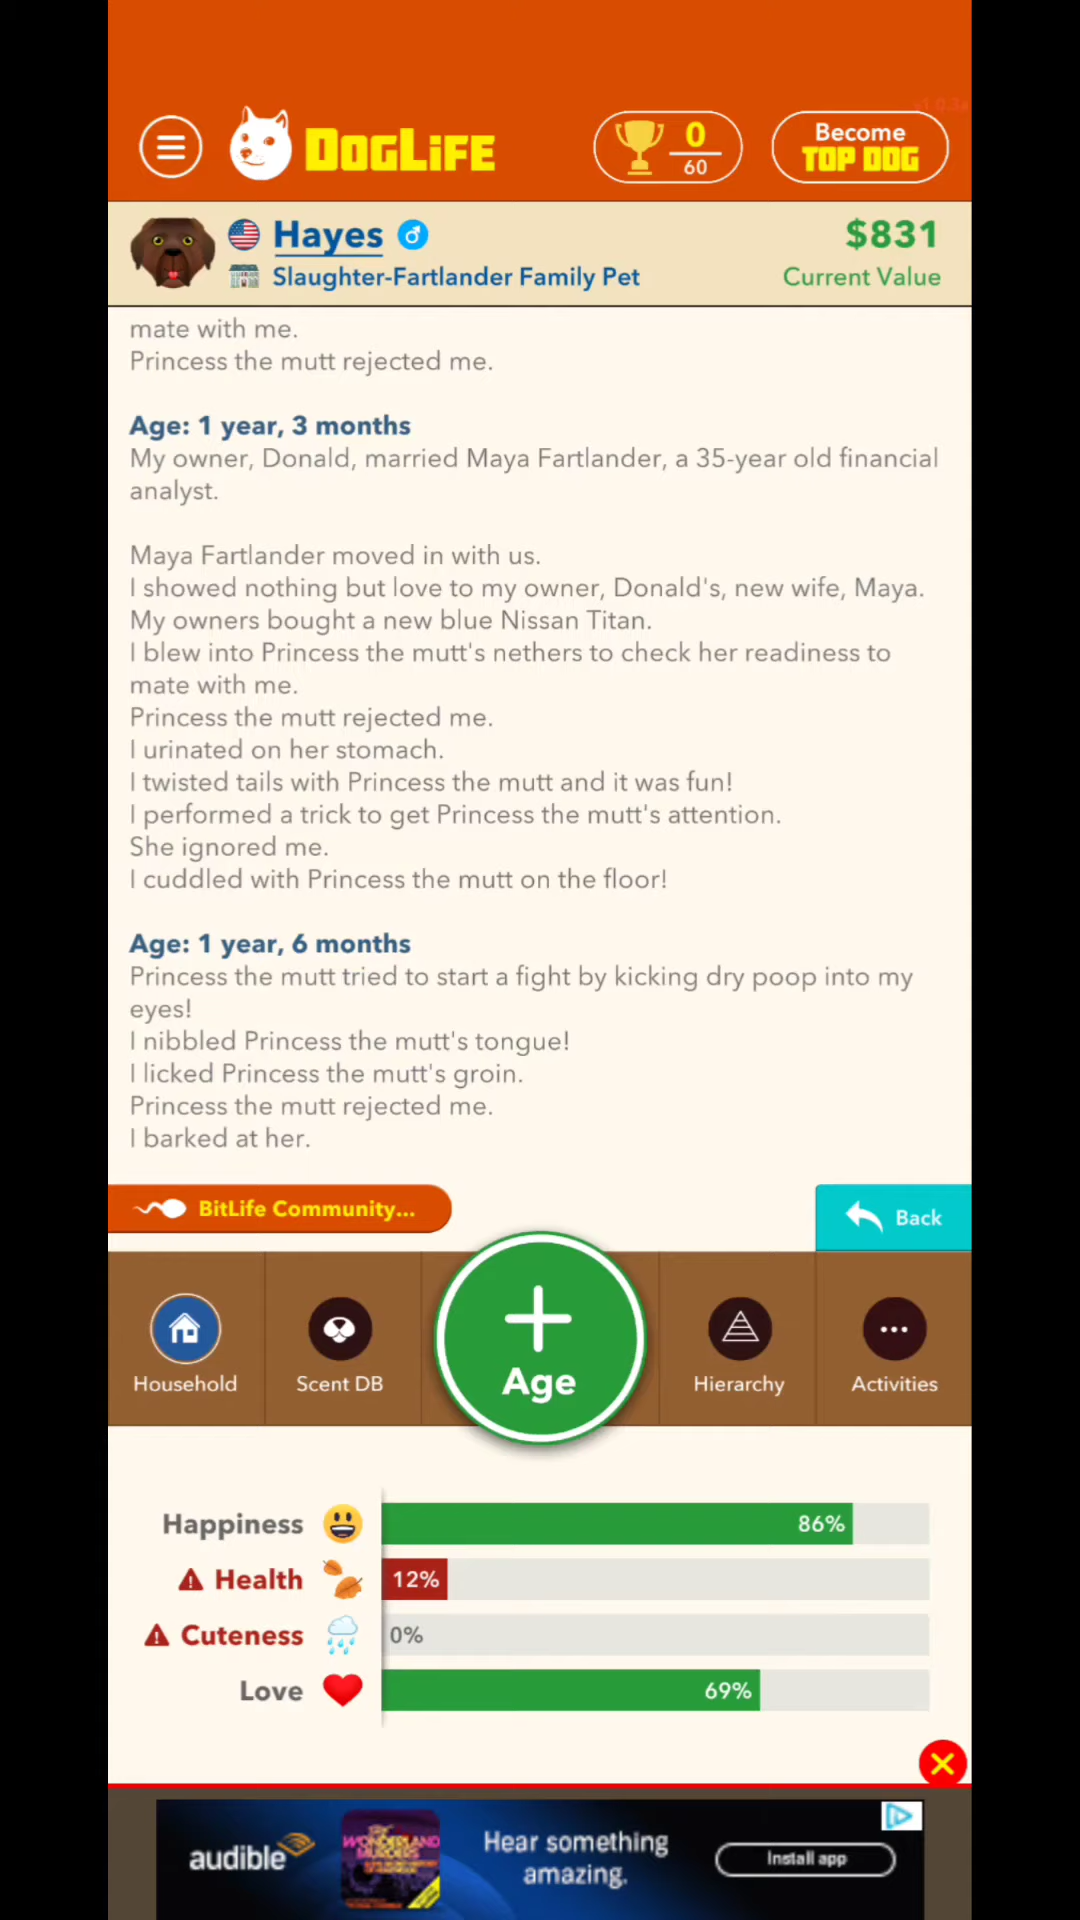 v1.0.3a
DOGLIFE
0
60
Become
TOP DOG
Hayes
$831
Slaughter-Fartlander Family Pet
Current Value
mate with me.
Princess the mutt rejected me.
Age: 1 year, 3 months
My owner, Donald, married Maya Fartlander, a 35-year old financial
analyst.
Maya Fartlander moved in with us.
I showed nothing but love to my owner, Donald's, new wife, Maya.
My owners bought a new blue Nissan Titan.
I blew into Princess the mutt's nethers to check her readiness to
mate with me.
Princess the mutt rejected me.
I urinated on her stomach.
I twisted tails with Princess the mutt and it was fun!
I performed a trick to get Princess the mutt's attention.
She ignored me.
I cuddled with Princess the mutt on the floor!
Age: 1 year, 6 months
Princess the mutt tried to start a fight by kicking dry poop into my
eyes!
I nibbled Princess the mutt's tongue!
I licked Princess the mutt's groin.
Princess the mutt rejected me.
I barked at her.
BitLife Community...
Back
Household
Scent DB
Age
Hierarchy
Activities
Happiness
86%
Health
12%
Cuteness
0%
Love
69%
audible
WONDERLAND
MURDERS
Hear something
amazing.
Install app